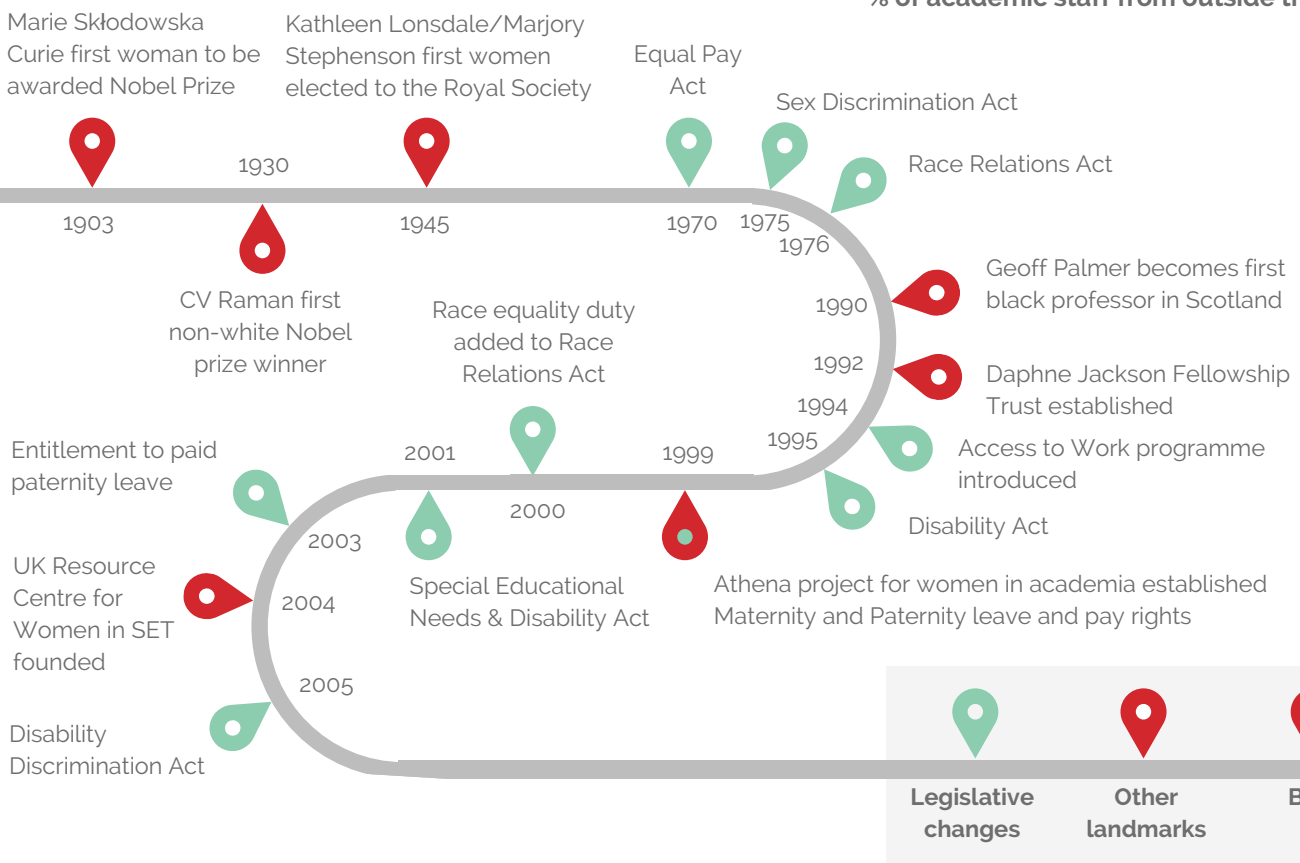 % of academic staff from outside
Marie Skłodowska
Curie first woman to be
awarded Nobel Prize
1903
1930
CV Raman first
non-white Nobel
prize winner
Kathleen Lonsdale/Marjory
Stephenson first women
elected to the Royal Society
1945
Equal Pay
Act
1970
Sex Discrimination Act
1975
Race Relations Act
1976
Geoff Palmer becomes first
black professor in Scotland
1990
Daphne Jackson Fellowship
Trust established
1992
Access to Work programme
introduced
1994
Disability Act
1995
1999
Athena project for women in academia established
Maternity and Paternity leave and pay rights
Race equality duty
added to Race
Relations Act
2000
2001
Special Educational
Needs & Disability Act
Entitlement to paid
paternity leave
2003
UK Resource
Centre for
Women in SET
founded
2004
2005
Disability
Discrimination Act
Legislative
changes
Other
landmarks